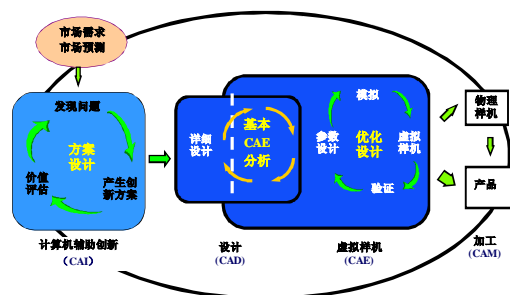 市场需求
市场预测
发现问题
方案
设计
价值
评估
产生创
新方案
计算机辅助创新
（CAI）
详细
设计
基本
CAE
分析
设计
(CAD)
模拟
参数
设计
优化
设计
虚拟
样机
验证
虚拟样机
(CAE)
物理
样机
产品
加工
(CAM)